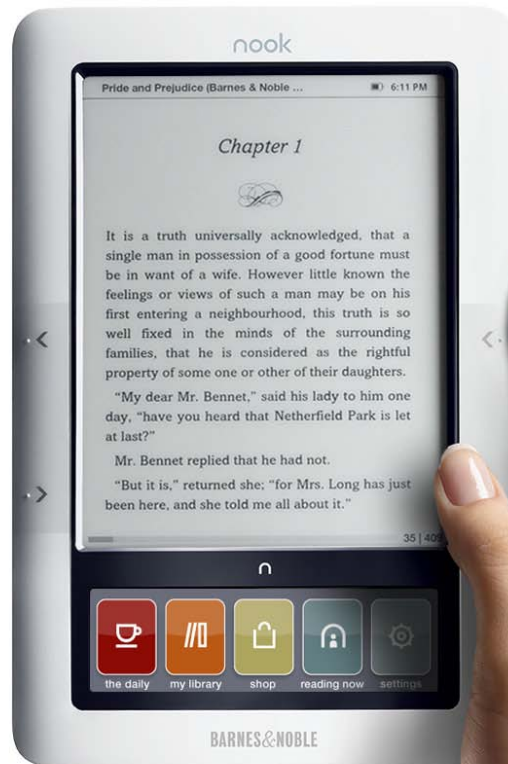 nook
Pride and Prejudice (Barnes & Noble ...
6:11 PM
Chapter 1
It is a truth universally acknowledged, that a
single man in possession of a good fortune must
be in want of a wife. However little known the
feelings or views of such a man may be on his
first entering a neighbourhood, this truth is so
well fixed in the minds of the surrounding
families, that he is considered as the rightful
property of some one or other of their daughters.
“My dear Mr. Bennet,” said his lady to him one
day, “have you heard that Netherfield Park is let
at last?”
Mr. Bennet replied that he had not.
“But it is,” returned she; “for Mrs. Long has just
been here, and she told me all about it.”
35 | 409
n
the daily
my library
shop
reading now
settings
BARNES&NOBLE